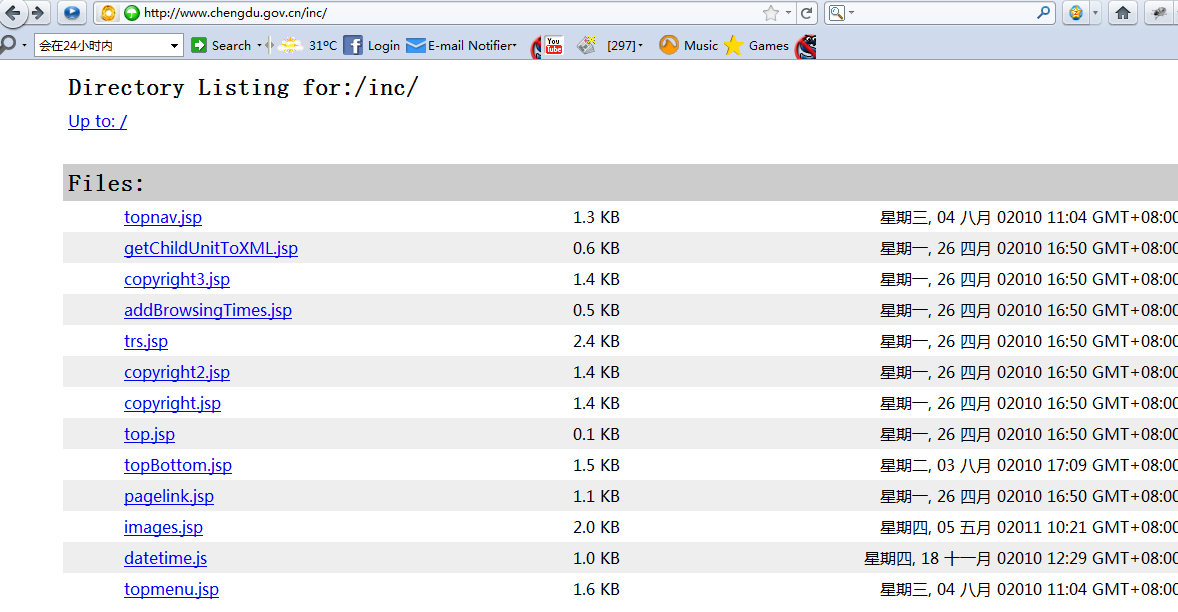 http://www.chengdu.gov.cn/inc/
会在24小时内 Search 31ºC Login E-mail Notifier You Tube [297] Music Games
Directory Listing for:/inc/
Up to: /
Files:
topnav.jsp 1.3 KB 星期三, 04 八月 02010 11:04 GMT+08:00
getChildUnitToXML.jsp 0.6 KB 星期一, 26 四月 02010 16:50 GMT+08:00
copyright3.jsp 1.4 KB 星期一, 26 四月 02010 16:50 GMT+08:00
addBrowsingTimes.jsp 0.5 KB 星期一, 26 四月 02010 16:50 GMT+08:00
trs.jsp 2.4 KB 星期一, 26 四月 02010 16:50 GMT+08:00
copyright2.jsp 1.4 KB 星期一, 26 四月 02010 16:50 GMT+08:00
copyright.jsp 1.4 KB 星期一, 26 四月 02010 16:50 GMT+08:00
top.jsp 0.1 KB 星期一, 26 四月 02010 16:50 GMT+08:00
topBottom.jsp 1.5 KB 星期二, 03 八月 02010 17:09 GMT+08:00
pagelink.jsp 1.1 KB 星期一, 26 四月 02010 16:50 GMT+08:00
images.jsp 2.0 KB 星期四, 05 五月 02011 10:21 GMT+08:00
datetime.js 1.0 KB 星期四, 18 十一月 02010 12:29 GMT+08:00
topmenu.jsp 1.6 KB 星期三, 04 八月 02010 11:04 GMT+08:00